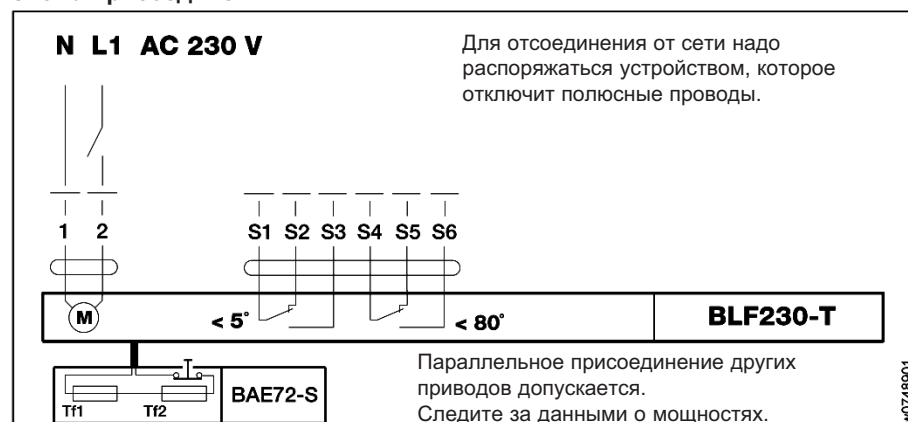 N L1 AC 230 V
Для отсоединения от сети надо
распоряжаться устройством, которое
отключит полюсные проводы.
1 2 S1 S2 S3 S4 S5 S6
M < 5° < 80° BLF230-T
Параллельное присоединение других
приводов допускается.
Следите за данными о мощностях.
Tf1 Tf2 BAE72-S